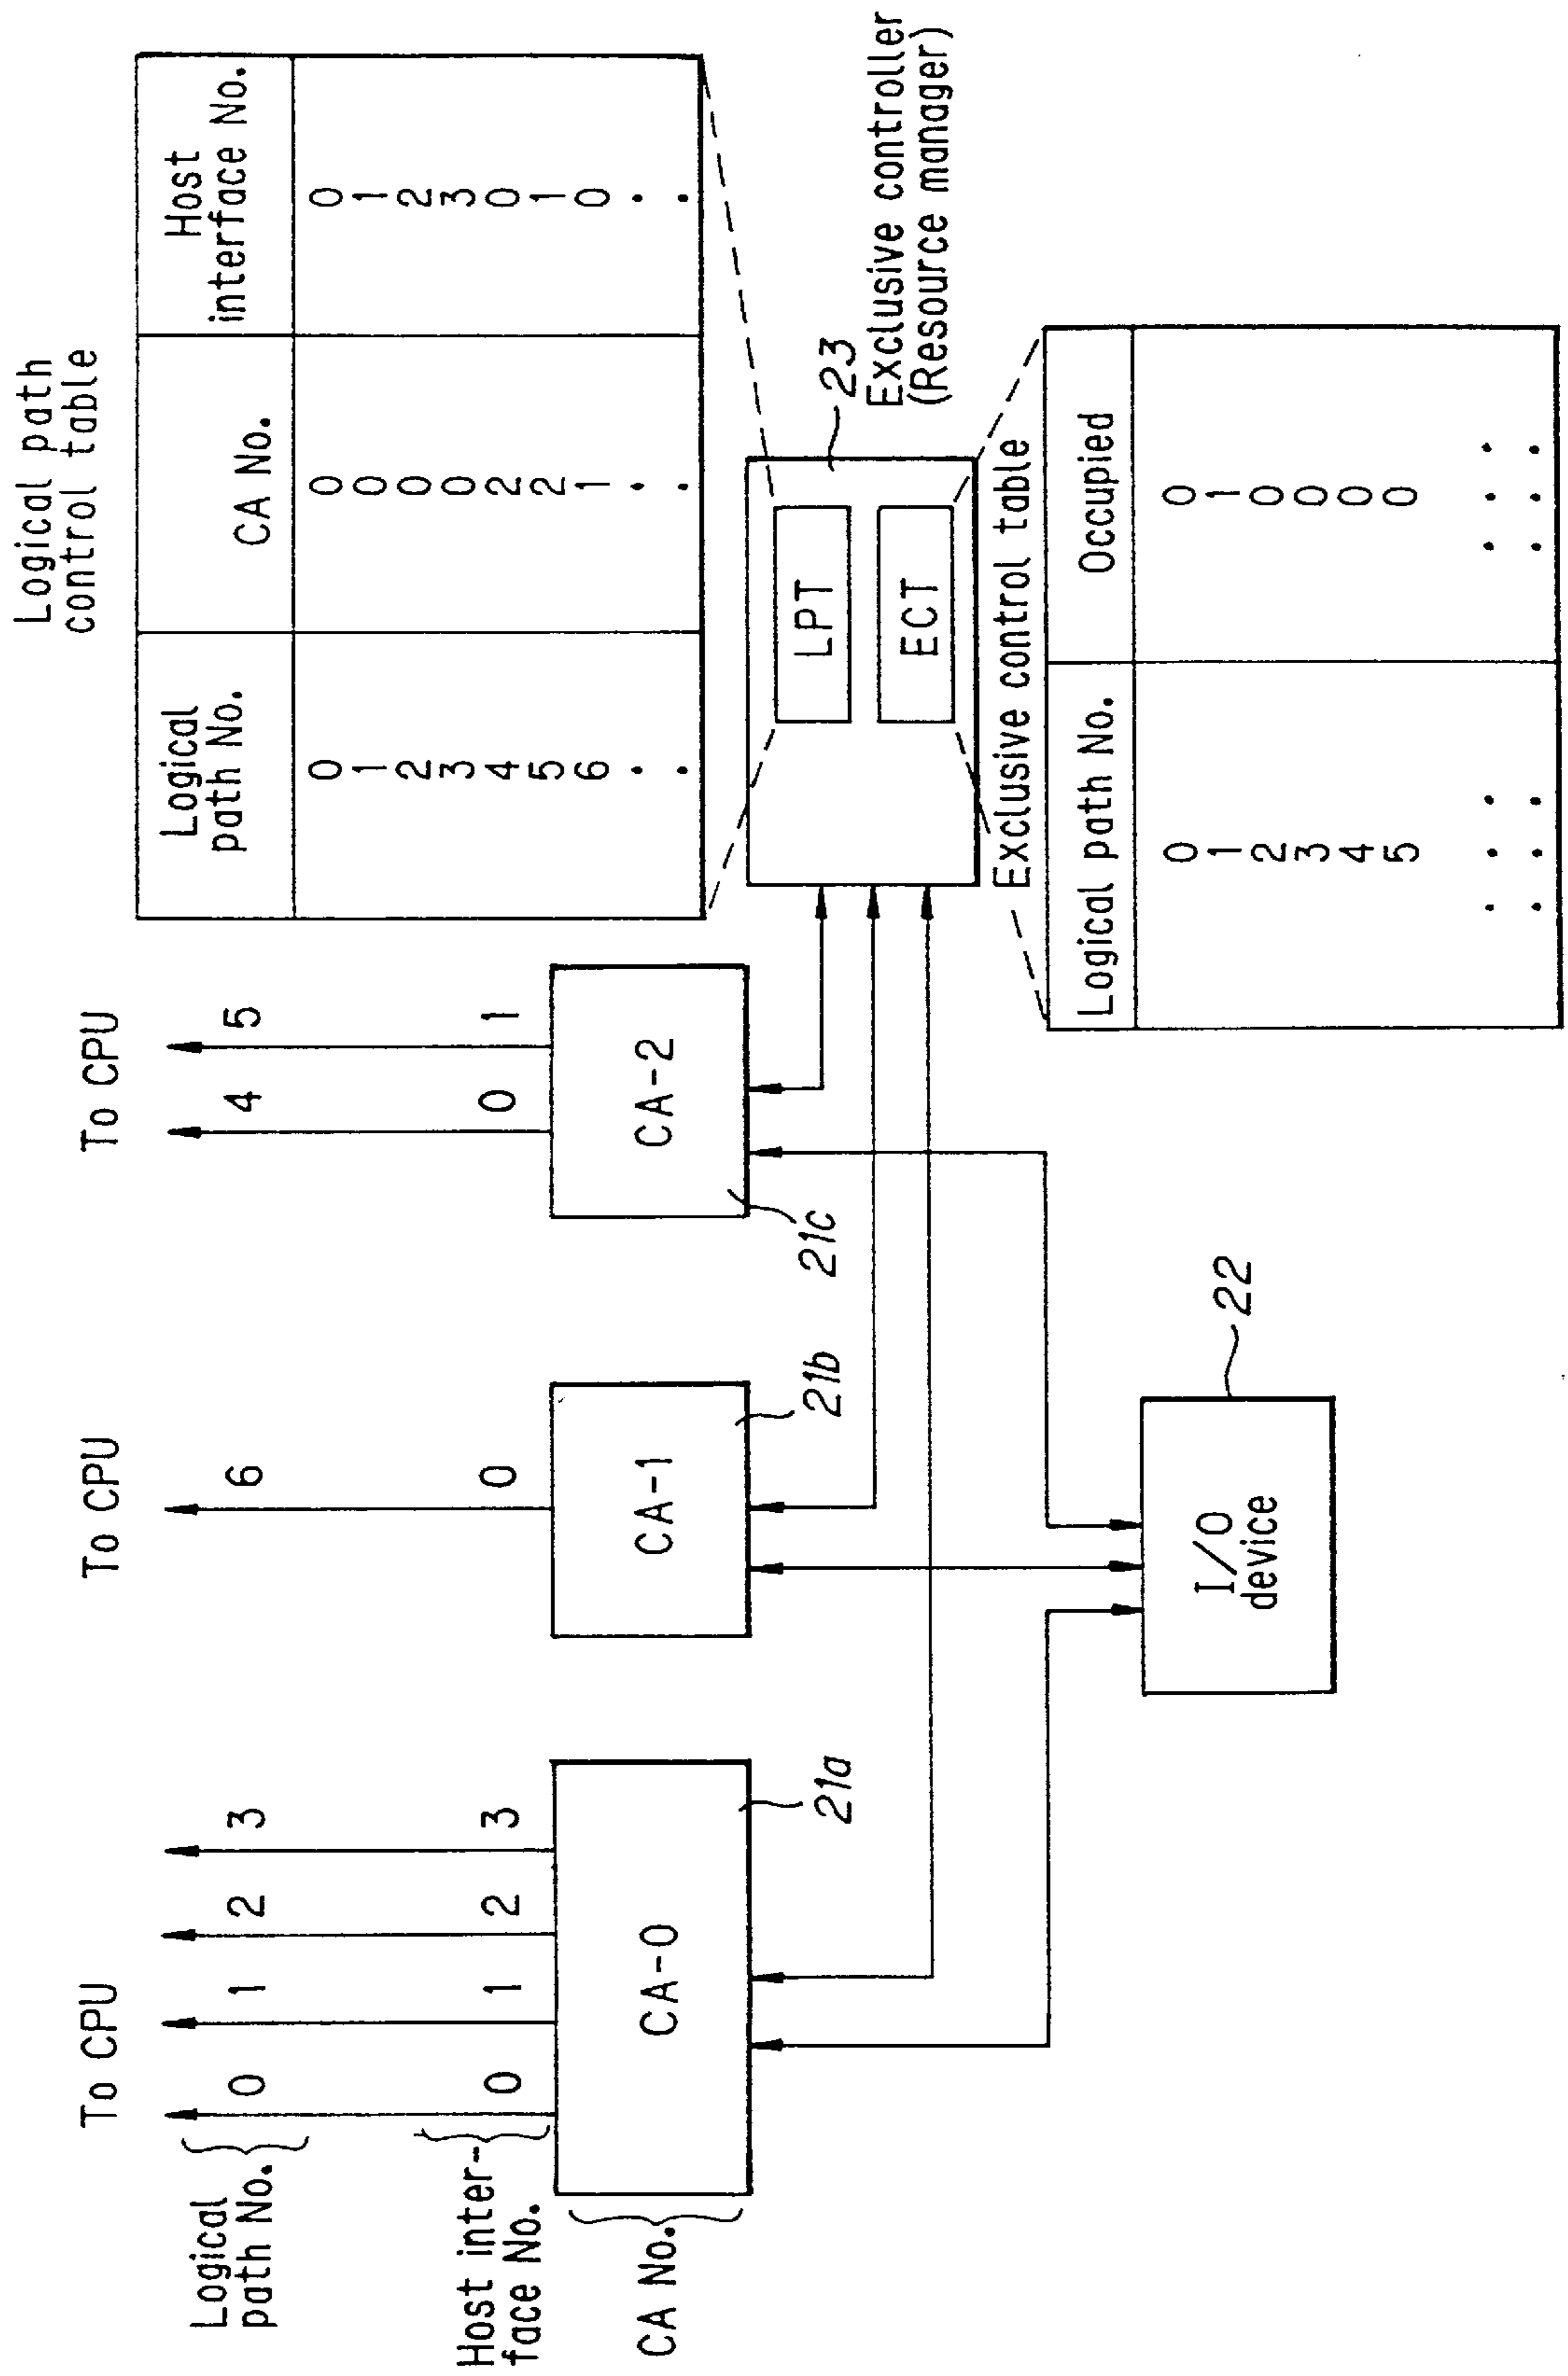 Logical path
control table
Logical
path No.
CA No.
Host
interface No.
0 0 0
1 0 1
2 0 2
3 0 3
4 2 0
5 2 1
6 1 0
. . .
. . .
To CPU
To CPU
To CPU
Logical
path No.
0 1 2 3
6
4 5
Host inter-
face No.
0 1 2 3
0
0 1
CA No.
CA-0
CA-1
CA-2
21a
21b
21c
LPT
ECT
23
Exclusive controller
(Resource manager)
I/O
device
22
Exclusive control table
Logical path No.
Occupied
0 0
1 1
2 0
3 0
4 0
5 0
. . . . . .
. . . . . .